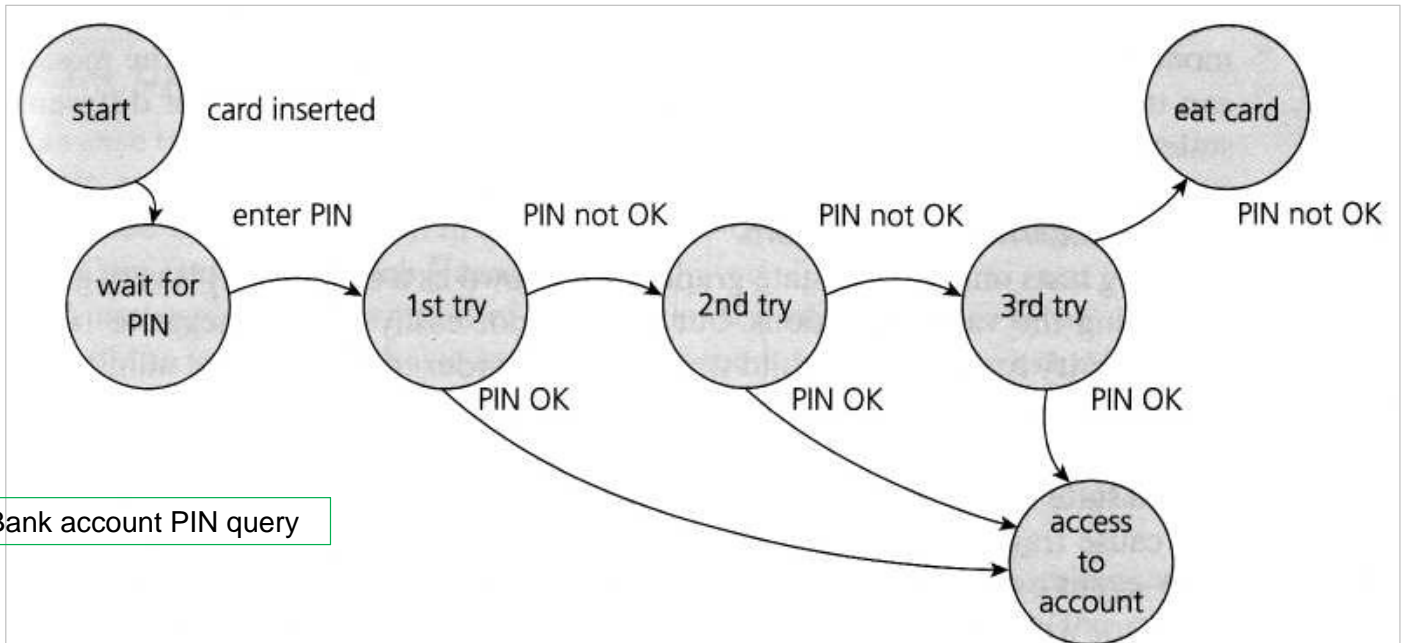 start
card inserted
eat card
enter PIN
PIN not OK
PIN not OK
PIN not OK
wait for
PIN
1st try
2nd try
3rd try
PIN OK
PIN OK
PIN OK
Bank account PIN query
access
to
account